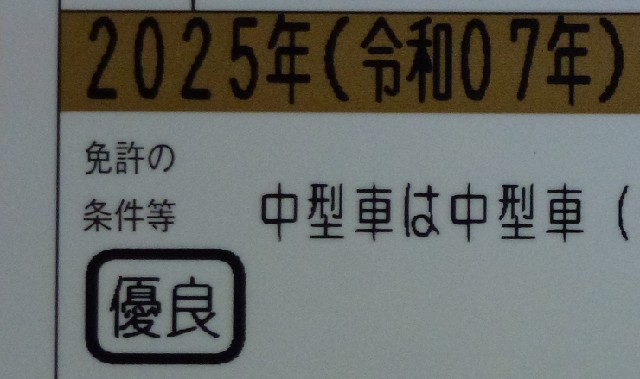 2025年(令和07年)
免許の
条件等 中型車は中型車(
優良